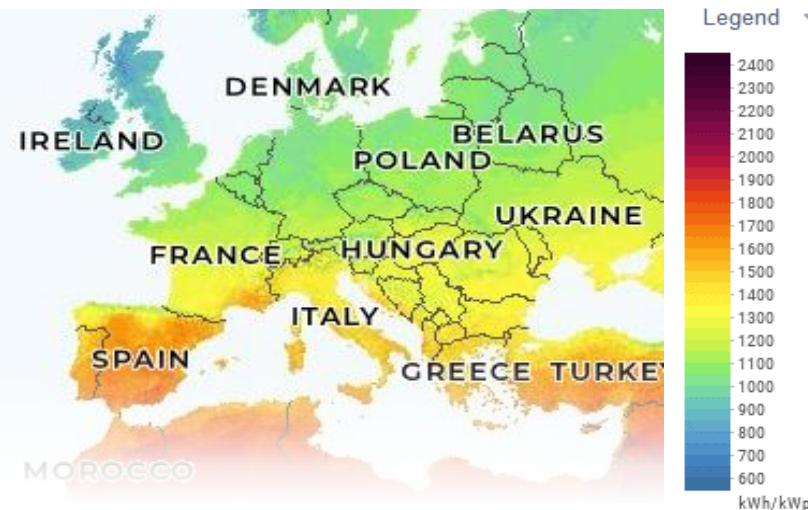 Legend
DENMARK
IRELAND
BELARUS
POLAND
UKRAINE
FRANCE
HUNGARY
ITALY
SPAIN
GREECE
TURKEY
MOROCCO
2400
2300
2200
2100
2000
1900
1800
1700
1600
1500
1400
1300
1200
1100
1000
900
800
700
600
kWh/kWp